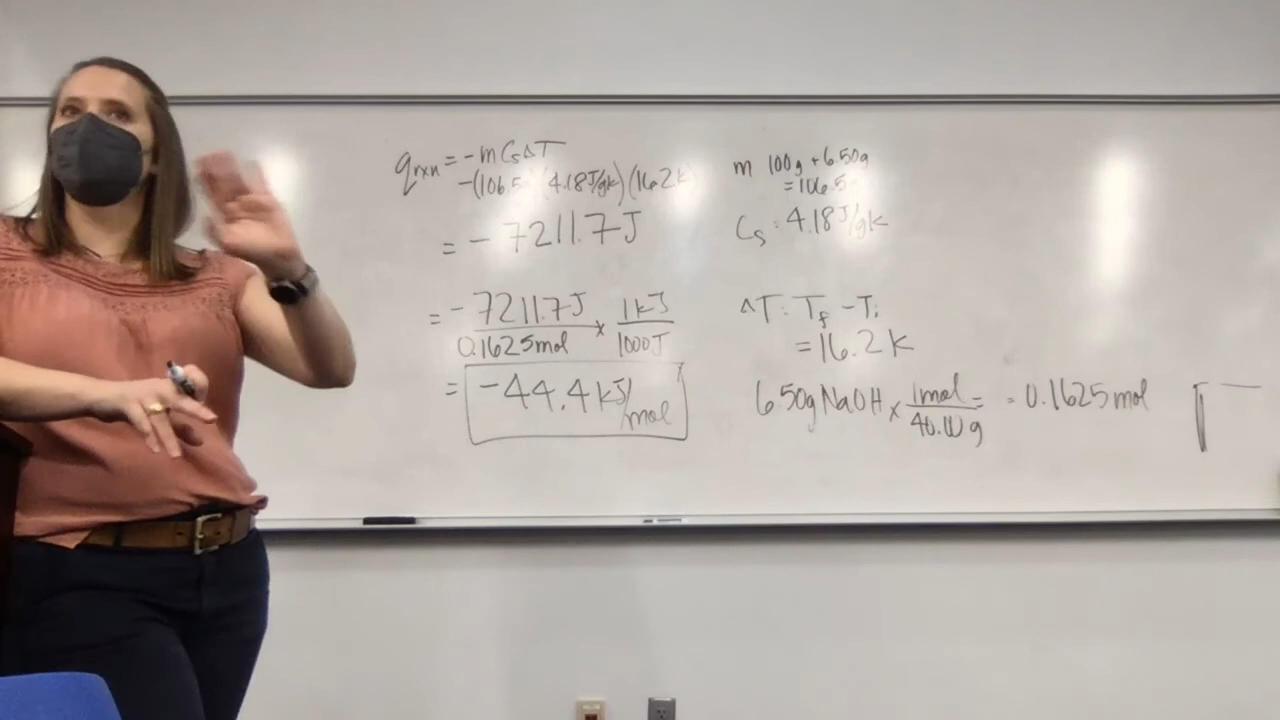 qrxn = -mCsΔT
-(106.5 (4.18J/gK)(16.2K)
= -7211.7J
= -7211.7J/0.1625mol × 1kJ/1000J
= -44.4kJ/mol
m 100g + 6.50g
= 106.5
Cs: 4.18J/gK
ΔT: Tf - Ti
= 16.2K
6.50g NaOH × 1mol/40.00g = = 0.1625mol